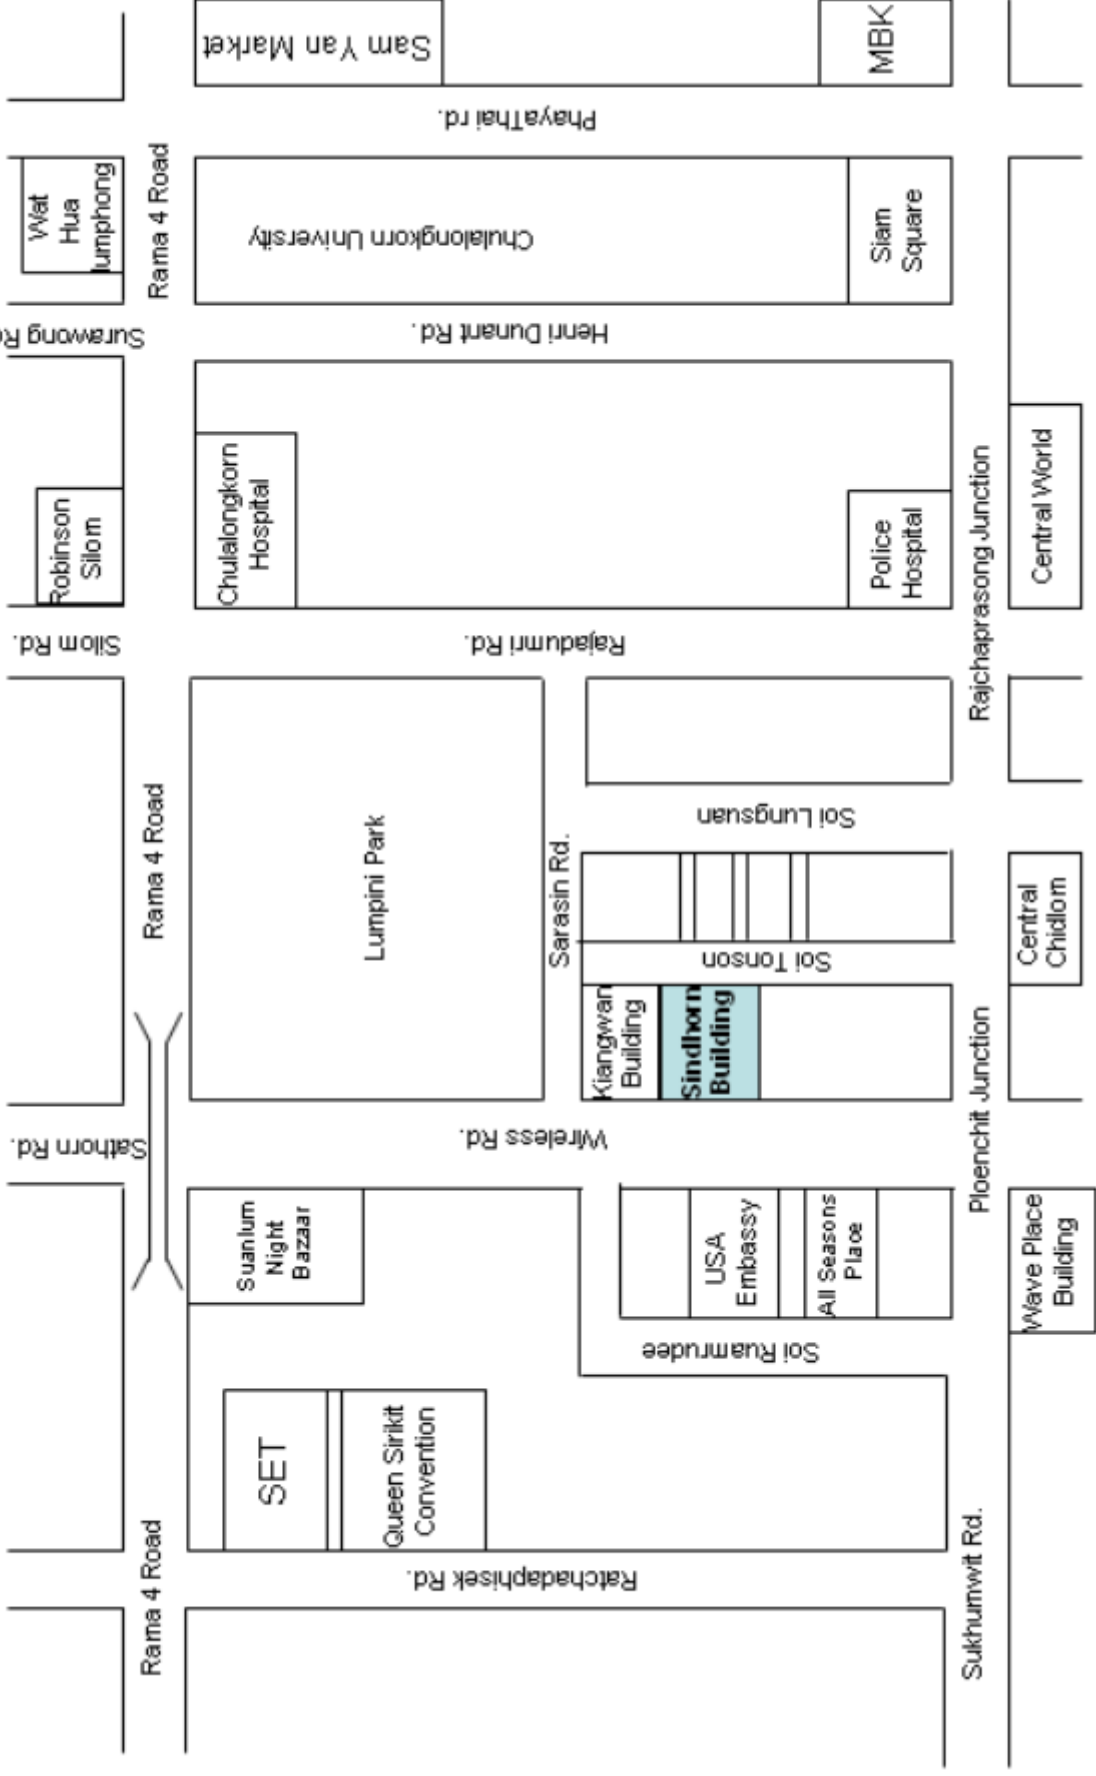 Sam Yan Market
MBK
PhayaThai rd.
Wat
Hua
lumphong
Rama 4 Road
Chulalongkorn University
Siam
Square
Surawong Rd
Henri Dunant Rd.
Robinson
Silom
Chulalongkorn
Hospital
Police
Hospital
Rajchaprasong Junction
Central World
Silom Rd.
Rajadumri Rd.
Rama 4 Road
Lumpini Park
Sarasin Rd.
Soi Lungsuan
Soi Tonson
Central
Chidlom
Kiangwan
Building
Sindhorn
Building
Sathorn Rd.
Wireless Rd.
Ploenchit Junction
Suanlum
Night
Bazaar
USA
Embassy
All Seasons
Place
Wave Place
Building
Soi Ruamrudee
SET
Queen Sirikit
Convention
Rama 4 Road
Ratchadaphisek Rd.
Sukhumwit Rd.